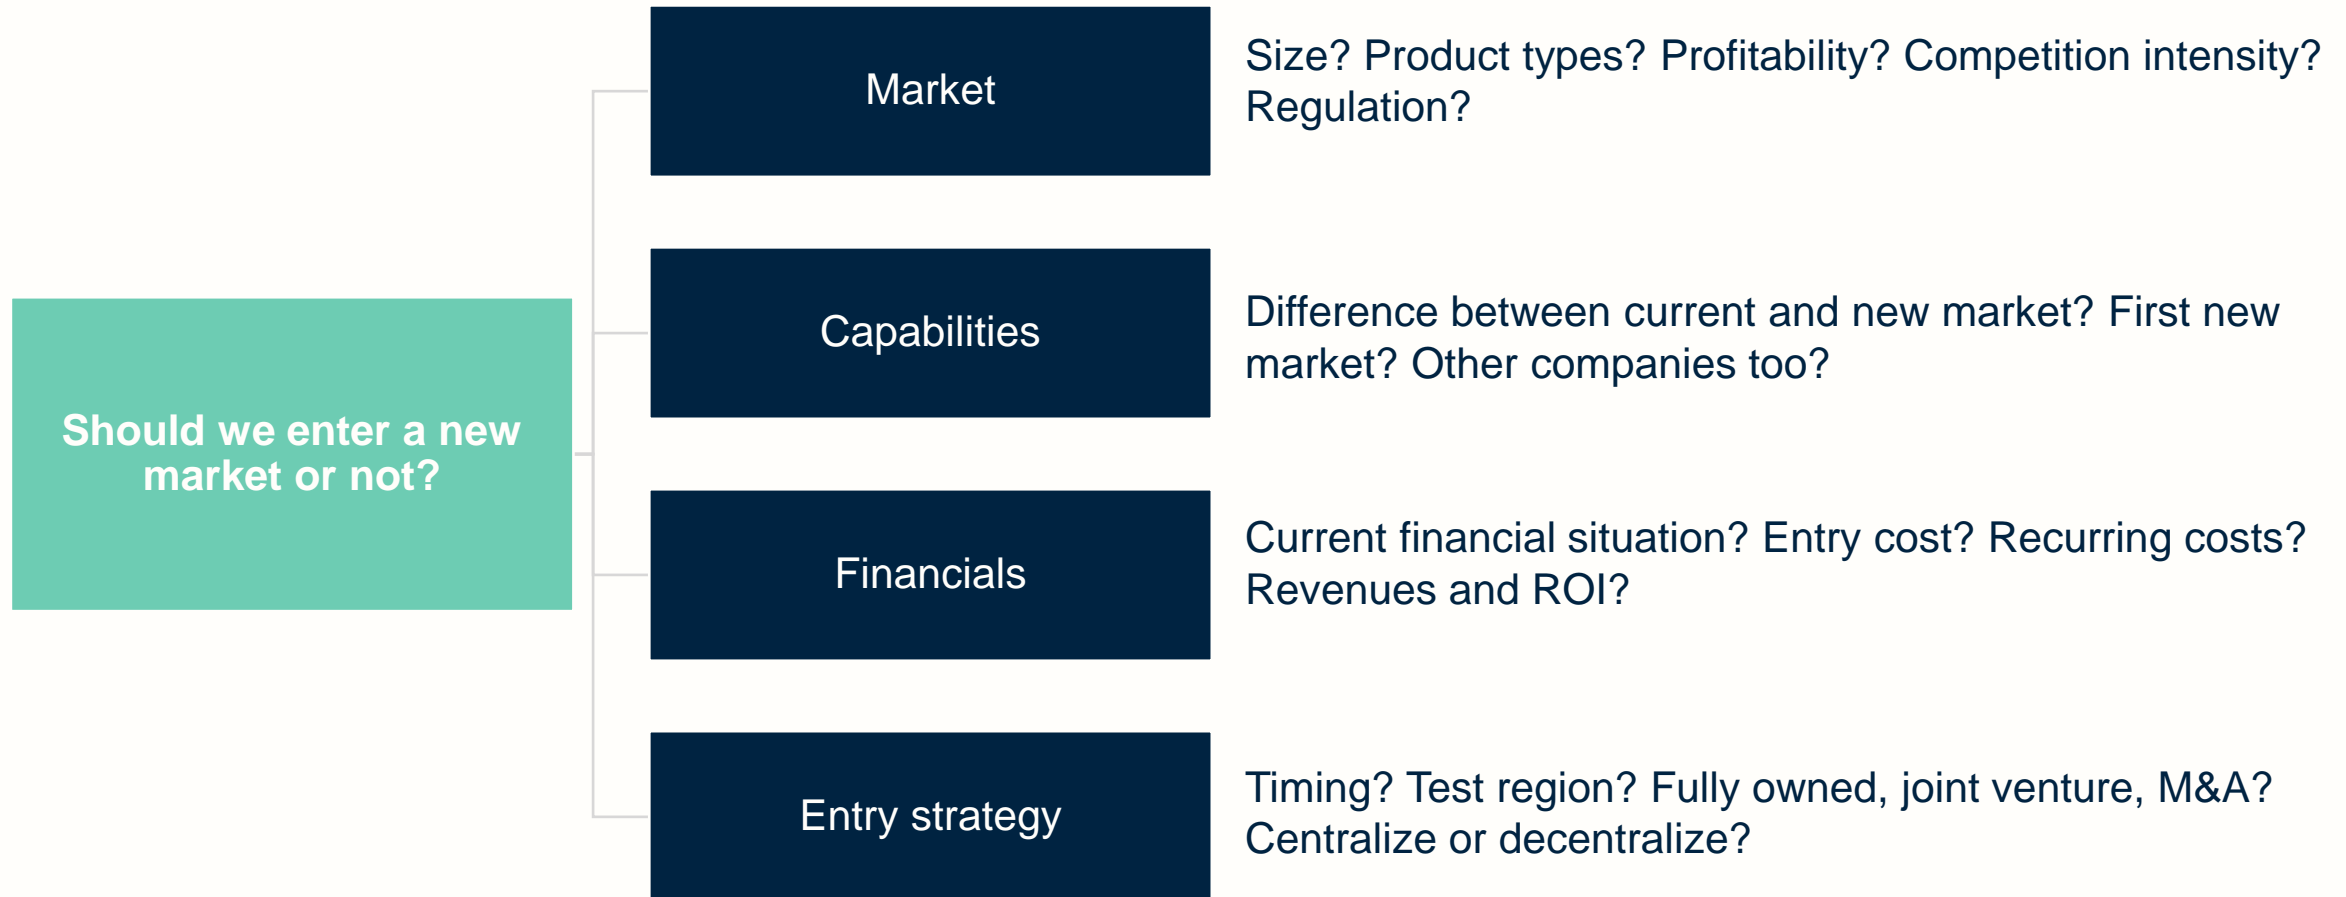 Market
Size? Product types? Profitability? Competition intensity?
Regulation?
Capabilities
Difference between current and new market? First new
market? Other companies too?
Should we enter a new
market or not?
Financials
Current financial situation? Entry cost? Recurring costs?
Revenues and ROI?
Entry strategy
Timing? Test region? Fully owned, joint venture, M&A?
Centralize or decentralize?